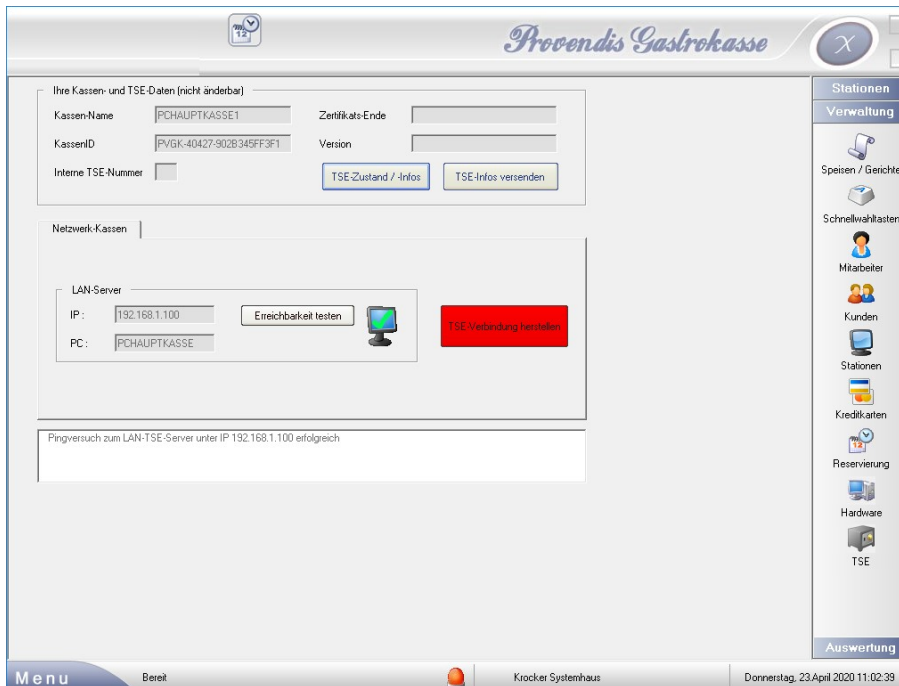 Provendis Gastrokasse
X
Ihre Kassen- und TSE-Daten (nicht änderbar)
Kassen-Name PCHAUPTKASSE1 Zertifikats-Ende
KassenID PVGK-40427-902B345FF3F1 Version
Interne TSE-Nummer TSE-Zustand / -Infos TSE-Infos versenden
Netzwerk-Kassen
LAN-Server
IP : 192.168.1.100 Erreichbarkeit testen
TSE-Verbindung herstellen
PC : PCHAUPTKASSE
Pingversuch zum LAN-TSE-Server unter IP 192.168.1.100 erfolgreich
Stationen
Verwaltung
Speisen / Gerichte
Schnellwahltasten
Mitarbeiter
Kunden
Stationen
Kreditkarten
12
Reservierung
Hardware
TSE
Auswertung
Menu Bereit Krocker Systemhaus Donnerstag, 23.April 2020 11:02:39